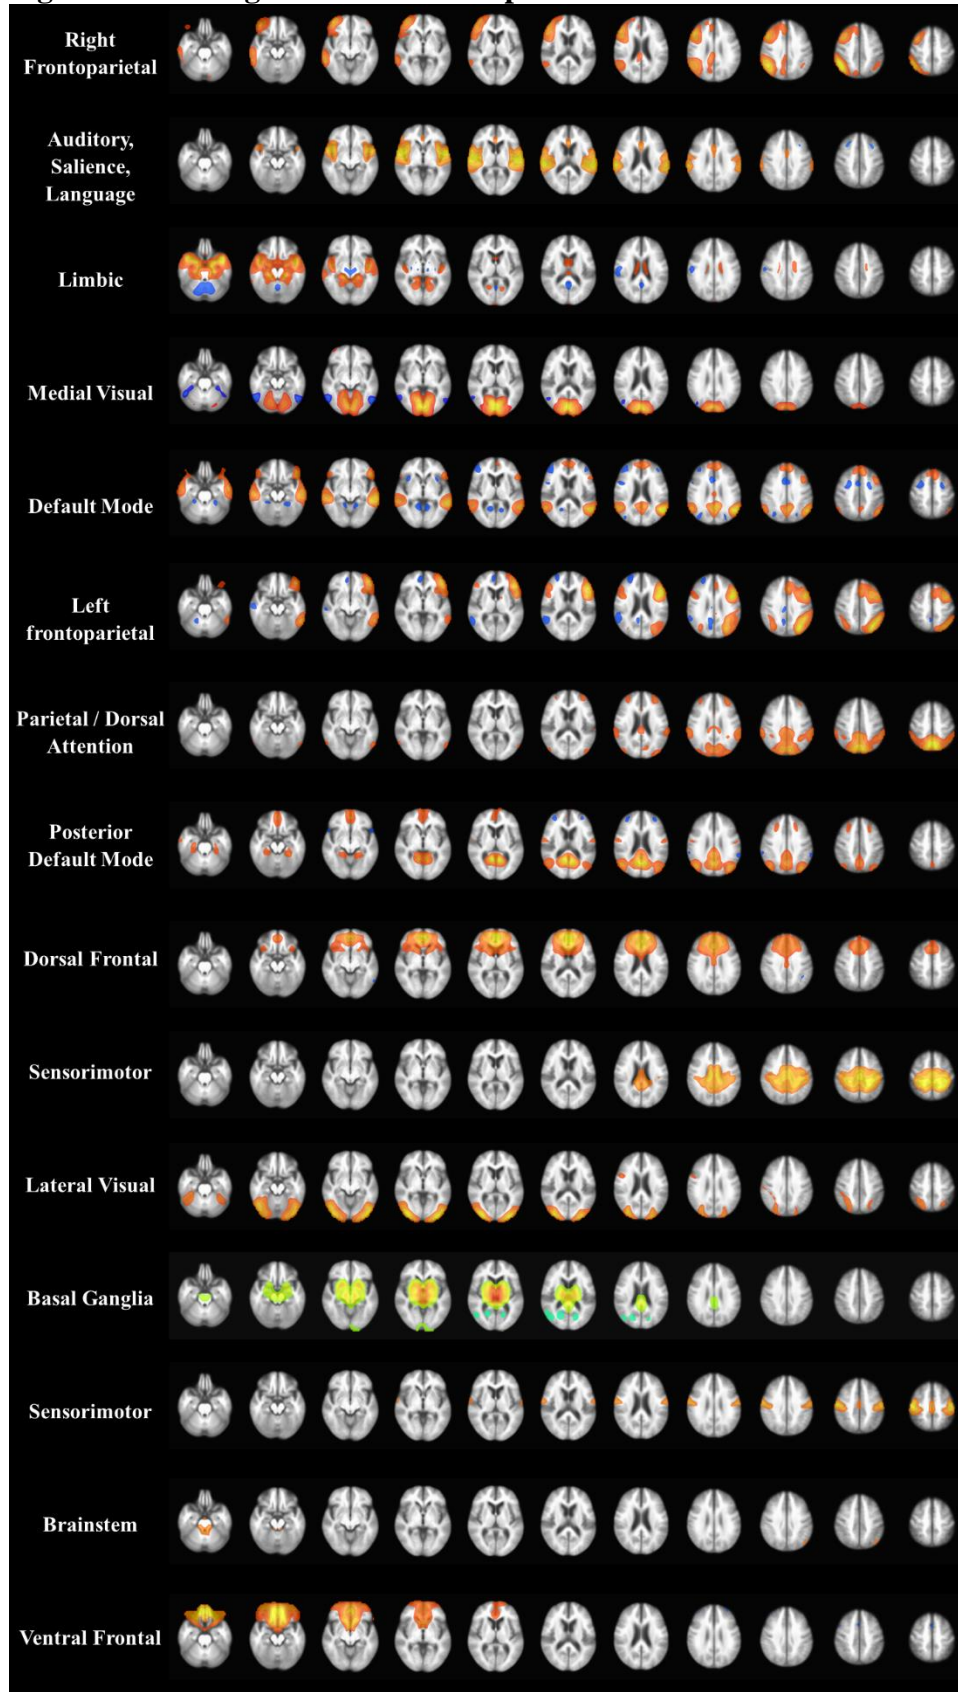 Right
Frontoparietal
Auditory,
Salience,
Language
Limbic
Medial Visual
Default Mode
Left
frontoparietal
Parietal / Dorsal
Attention
Posterior
Default Mode
Dorsal Frontal
Sensorimotor
Lateral Visual
Basal Ganglia
Sensorimotor
Brainstem
Ventral Frontal